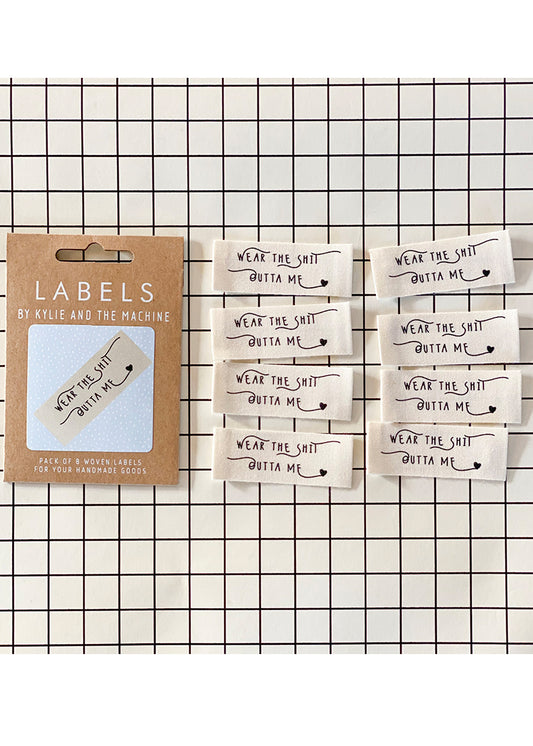 LABELS
BY KYLIE AND THE MACHINE
WEAR THE SHIT
OUTTA ME
PACK OF 8 WOVEN LABELS
FOR YOUR HANDMADE GOODS.
WEAR THE SHIT
OUTTA ME
WEAR THE SHIT
OUTTA ME
WEAR THE SHIT
OUTTA ME
WEAR THE SHIT
OUTTA ME
WEAR THE SHIT
OUTTA ME
WEAR THE SHIT
OUTTA ME
WEAR THE SHIT
OUTTA ME
WEAR THE SHIT
OUTTA ME